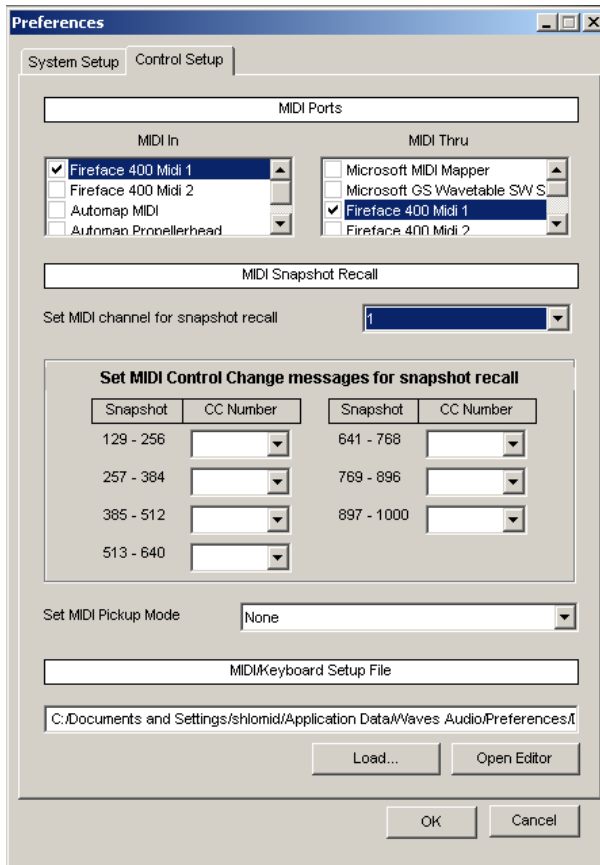 Preferences
System Setup Control Setup
MIDI Ports
MIDI In MIDI Thru
Fireface 400 Midi 1
Fireface 400 Midi 2
Automap MIDI
Automap Propellerhead
Microsoft MIDI Mapper
Microsoft GS Wavetable SW S
Fireface 400 Midi 1
Fireface 400 Midi 2
MIDI Snapshot Recall
Set MIDI channel for snapshot recall 1
Set MIDI Control Change messages for snapshot recall
Snapshot CC Number Snapshot CC Number
129 - 256 641 - 768
257 - 384 769 - 896
385 - 512 897 - 1000
513 - 640
Set MIDI Pickup Mode None
MIDI/Keyboard Setup File
C:/Documents and Settings/shlomid/Application Data/Waves Audio/Preferences/
Load... Open Editor
OK Cancel